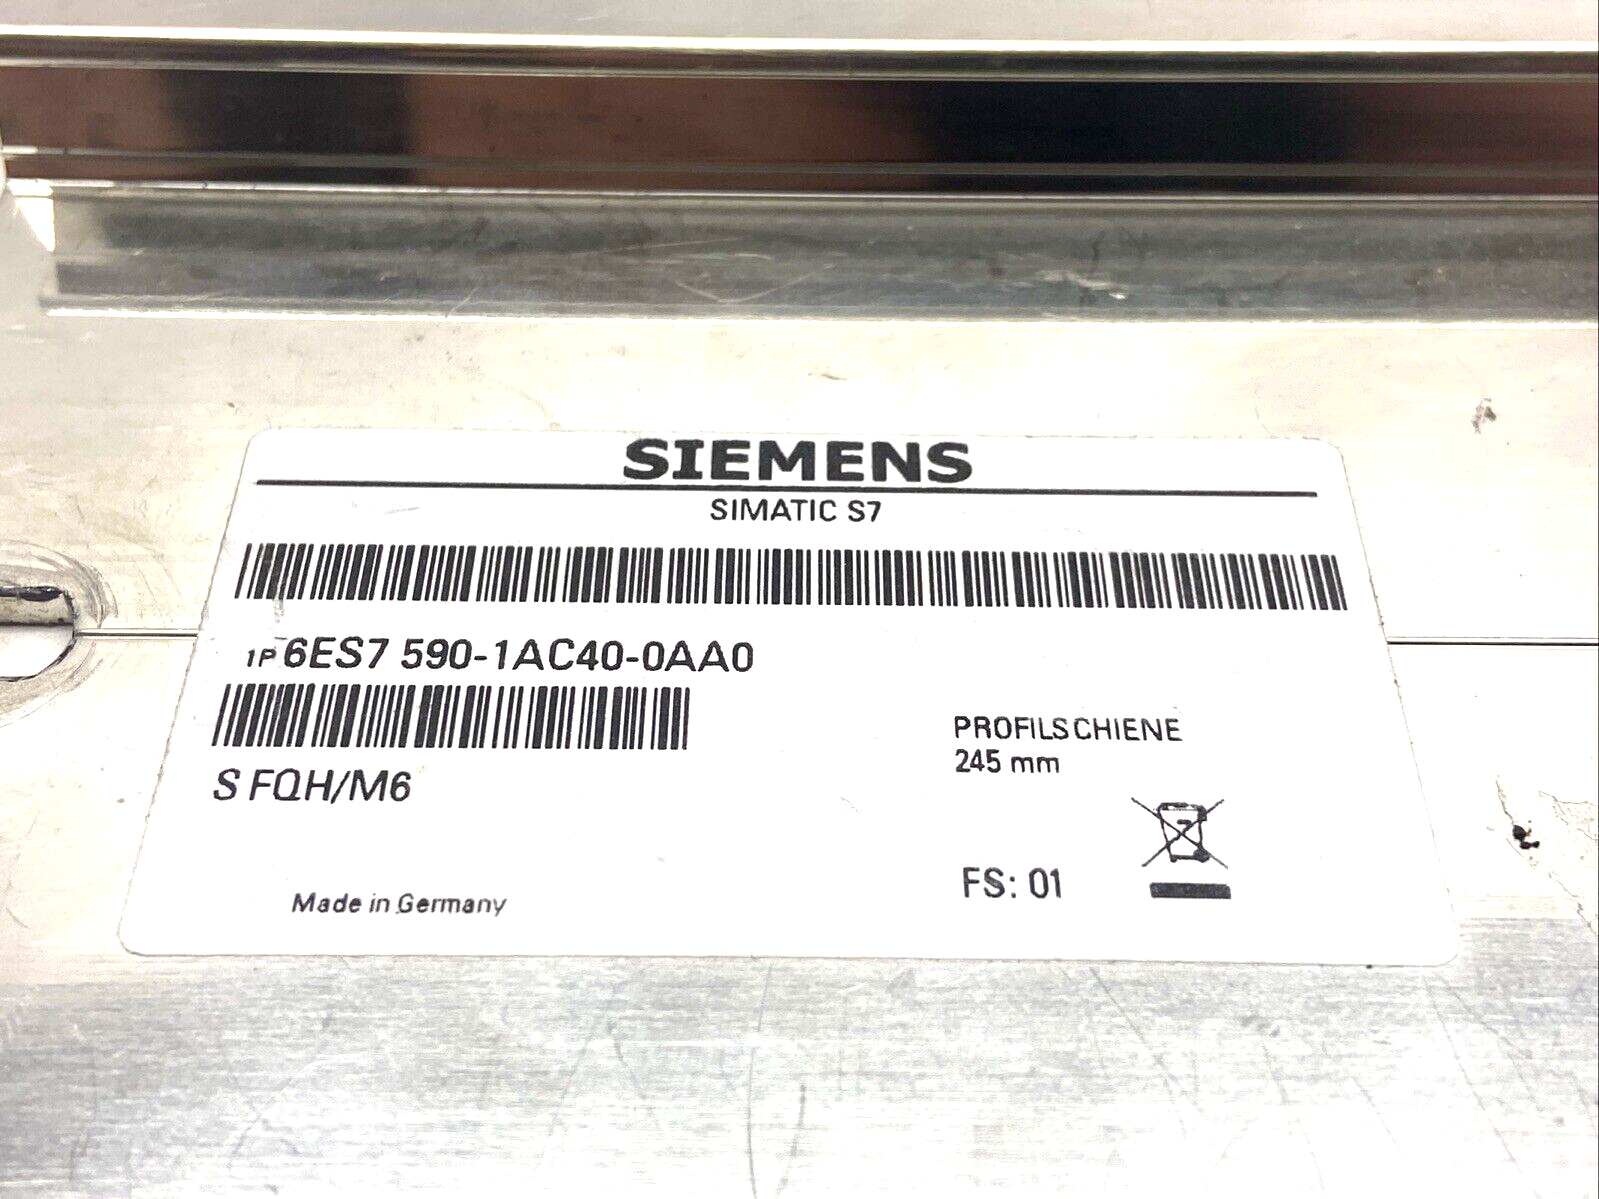 SIEMENS
SIMATIC S7
1P 6ES7 590-1AC40-0AA0
S FQH/M6
PROFILSCHIENE
245 mm
FS: 01
Made in Germany